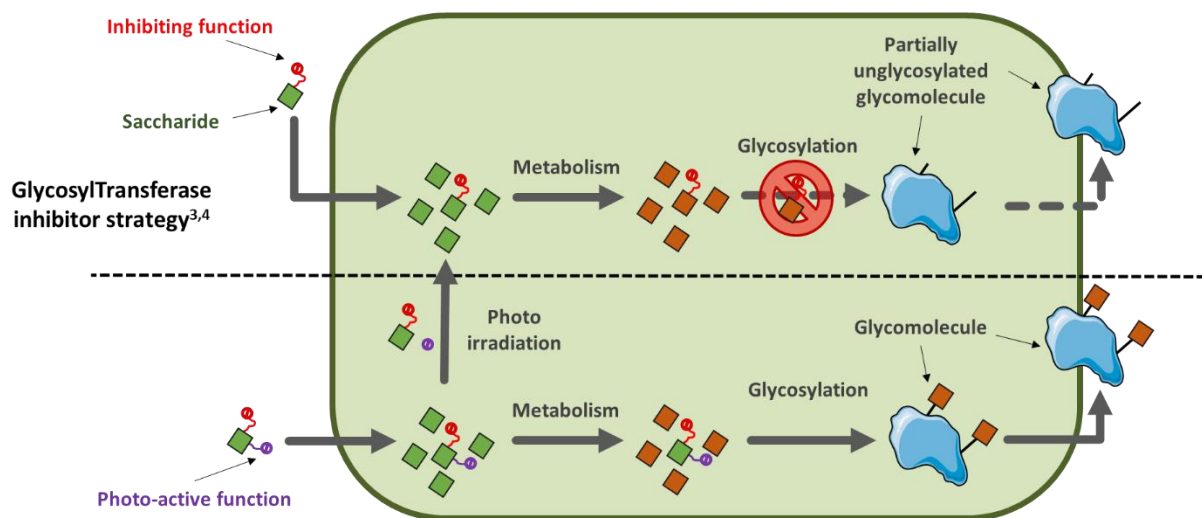 Inhibiting function
Saccharide
GlycosylTransferase
inhibitor strategy3,4
Metabolism
Glycosylation
Partially
unglycosylated
glycomolecule
Photo
irradiation
Glycomolecule
Metabolism
Glycosylation
Photo-active function